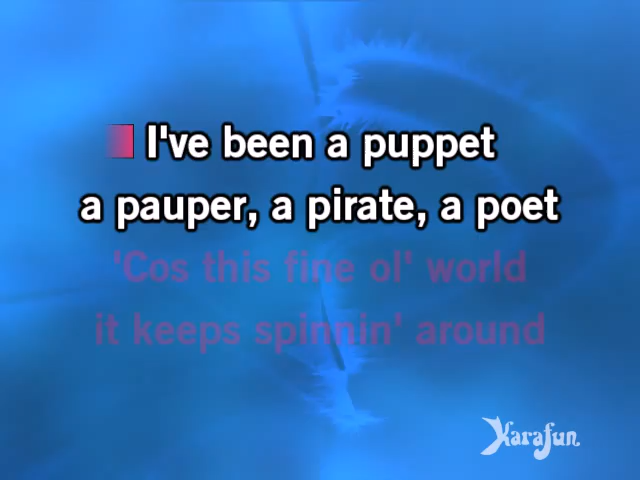 I've been a puppet
a pauper, a pirate, a poet
'Cos this fine ol' world
it keeps spinnin' around
Karafun